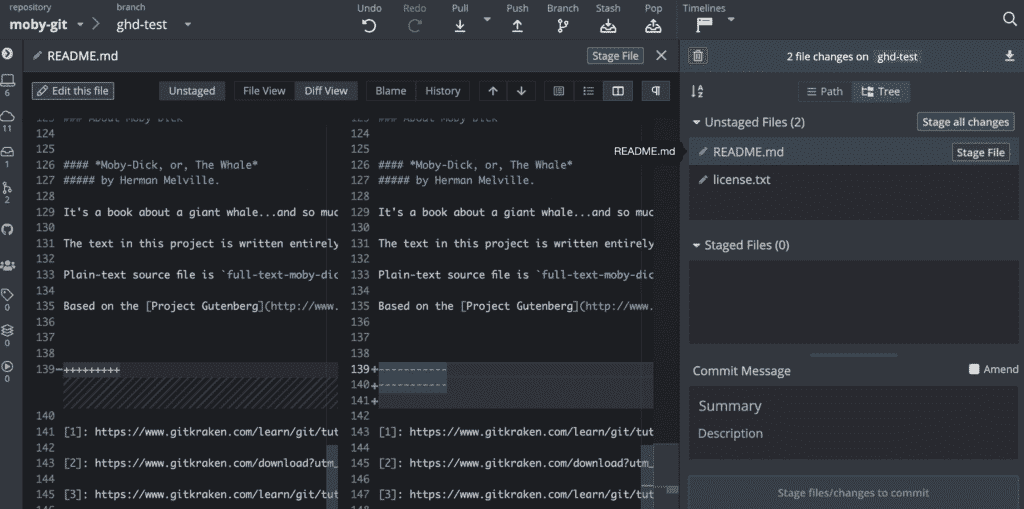 repository
moby-git
branch
ghd-test
Undo
Redo
Pull
Push
Branch
Stash
Pop
Timelines
README.md
Stage File
Edit this file
Unstaged
File View
Diff View
Blame
History
6
11
1
2
0
0
0
123 ### About Moby Dick
124
125
126 #### *Moby-Dick, or, The Whale*
127 ##### by Herman Melville.
128
129 It's a book about a giant whale...and so muc
130
131 The text in this project is written entirely
132
133 Plain-text source file is `full-text-moby-dic
134
135 Based on the [Project Gutenberg](http://www.
136
137
138
139 - +++++++++
140
141 [1]: https://www.gitkraken.com/learn/git/tut
142
143 [2]: https://www.gitkraken.com/download?utm_
144
145 [3]: https://www.gitkraken.com/learn/git/tut
146
123 ### About Moby Dick
124
125
126 #### *Moby-Dick, or, The Whale*
127 ##### by Herman Melville.
128
129 It's a book about a giant whale...and so muc
130
131 The text in this project is written entirely
132
133 Plain-text source file is `full-text-moby-dic
134
135 Based on the [Project Gutenberg](http://www.
136
137
138
139 + -----------
140 + -----------
141 +
142
143 [1]: https://www.gitkraken.com/learn/git/tut
144
145 [2]: https://www.gitkraken.com/download?utm_
146
147 [3]: https://www.gitkraken.com/learn/git/tut
148
README.md
2 file changes on ghd-test
Path
Tree
Unstaged Files (2)
Stage all changes
README.md
Stage File
license.txt
Staged Files (0)
Commit Message
Amend
Summary
Description
Stage files/changes to commit